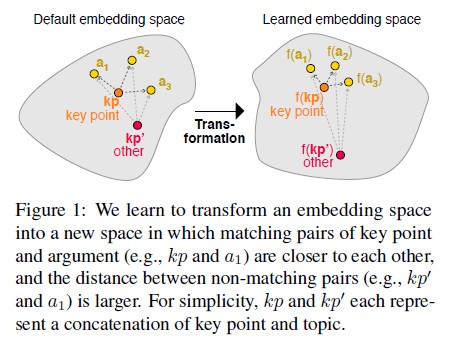 Default embedding space
Learned embedding space
a1
a2
a3
kp
key point
kp'
other
Trans-
formation
f(a1)
f(a2)
f(a3)
f(kp)
key point
f(kp')
other
Figure 1: We learn to transform an embedding space
into a new space in which matching pairs of key point
and argument (e.g., kp and a1) are closer to each other,
and the distance between non-matching pairs (e.g., kp′
and a1) is larger. For simplicity, kp and kp′ each repre-
sent a concatenation of key point and topic.